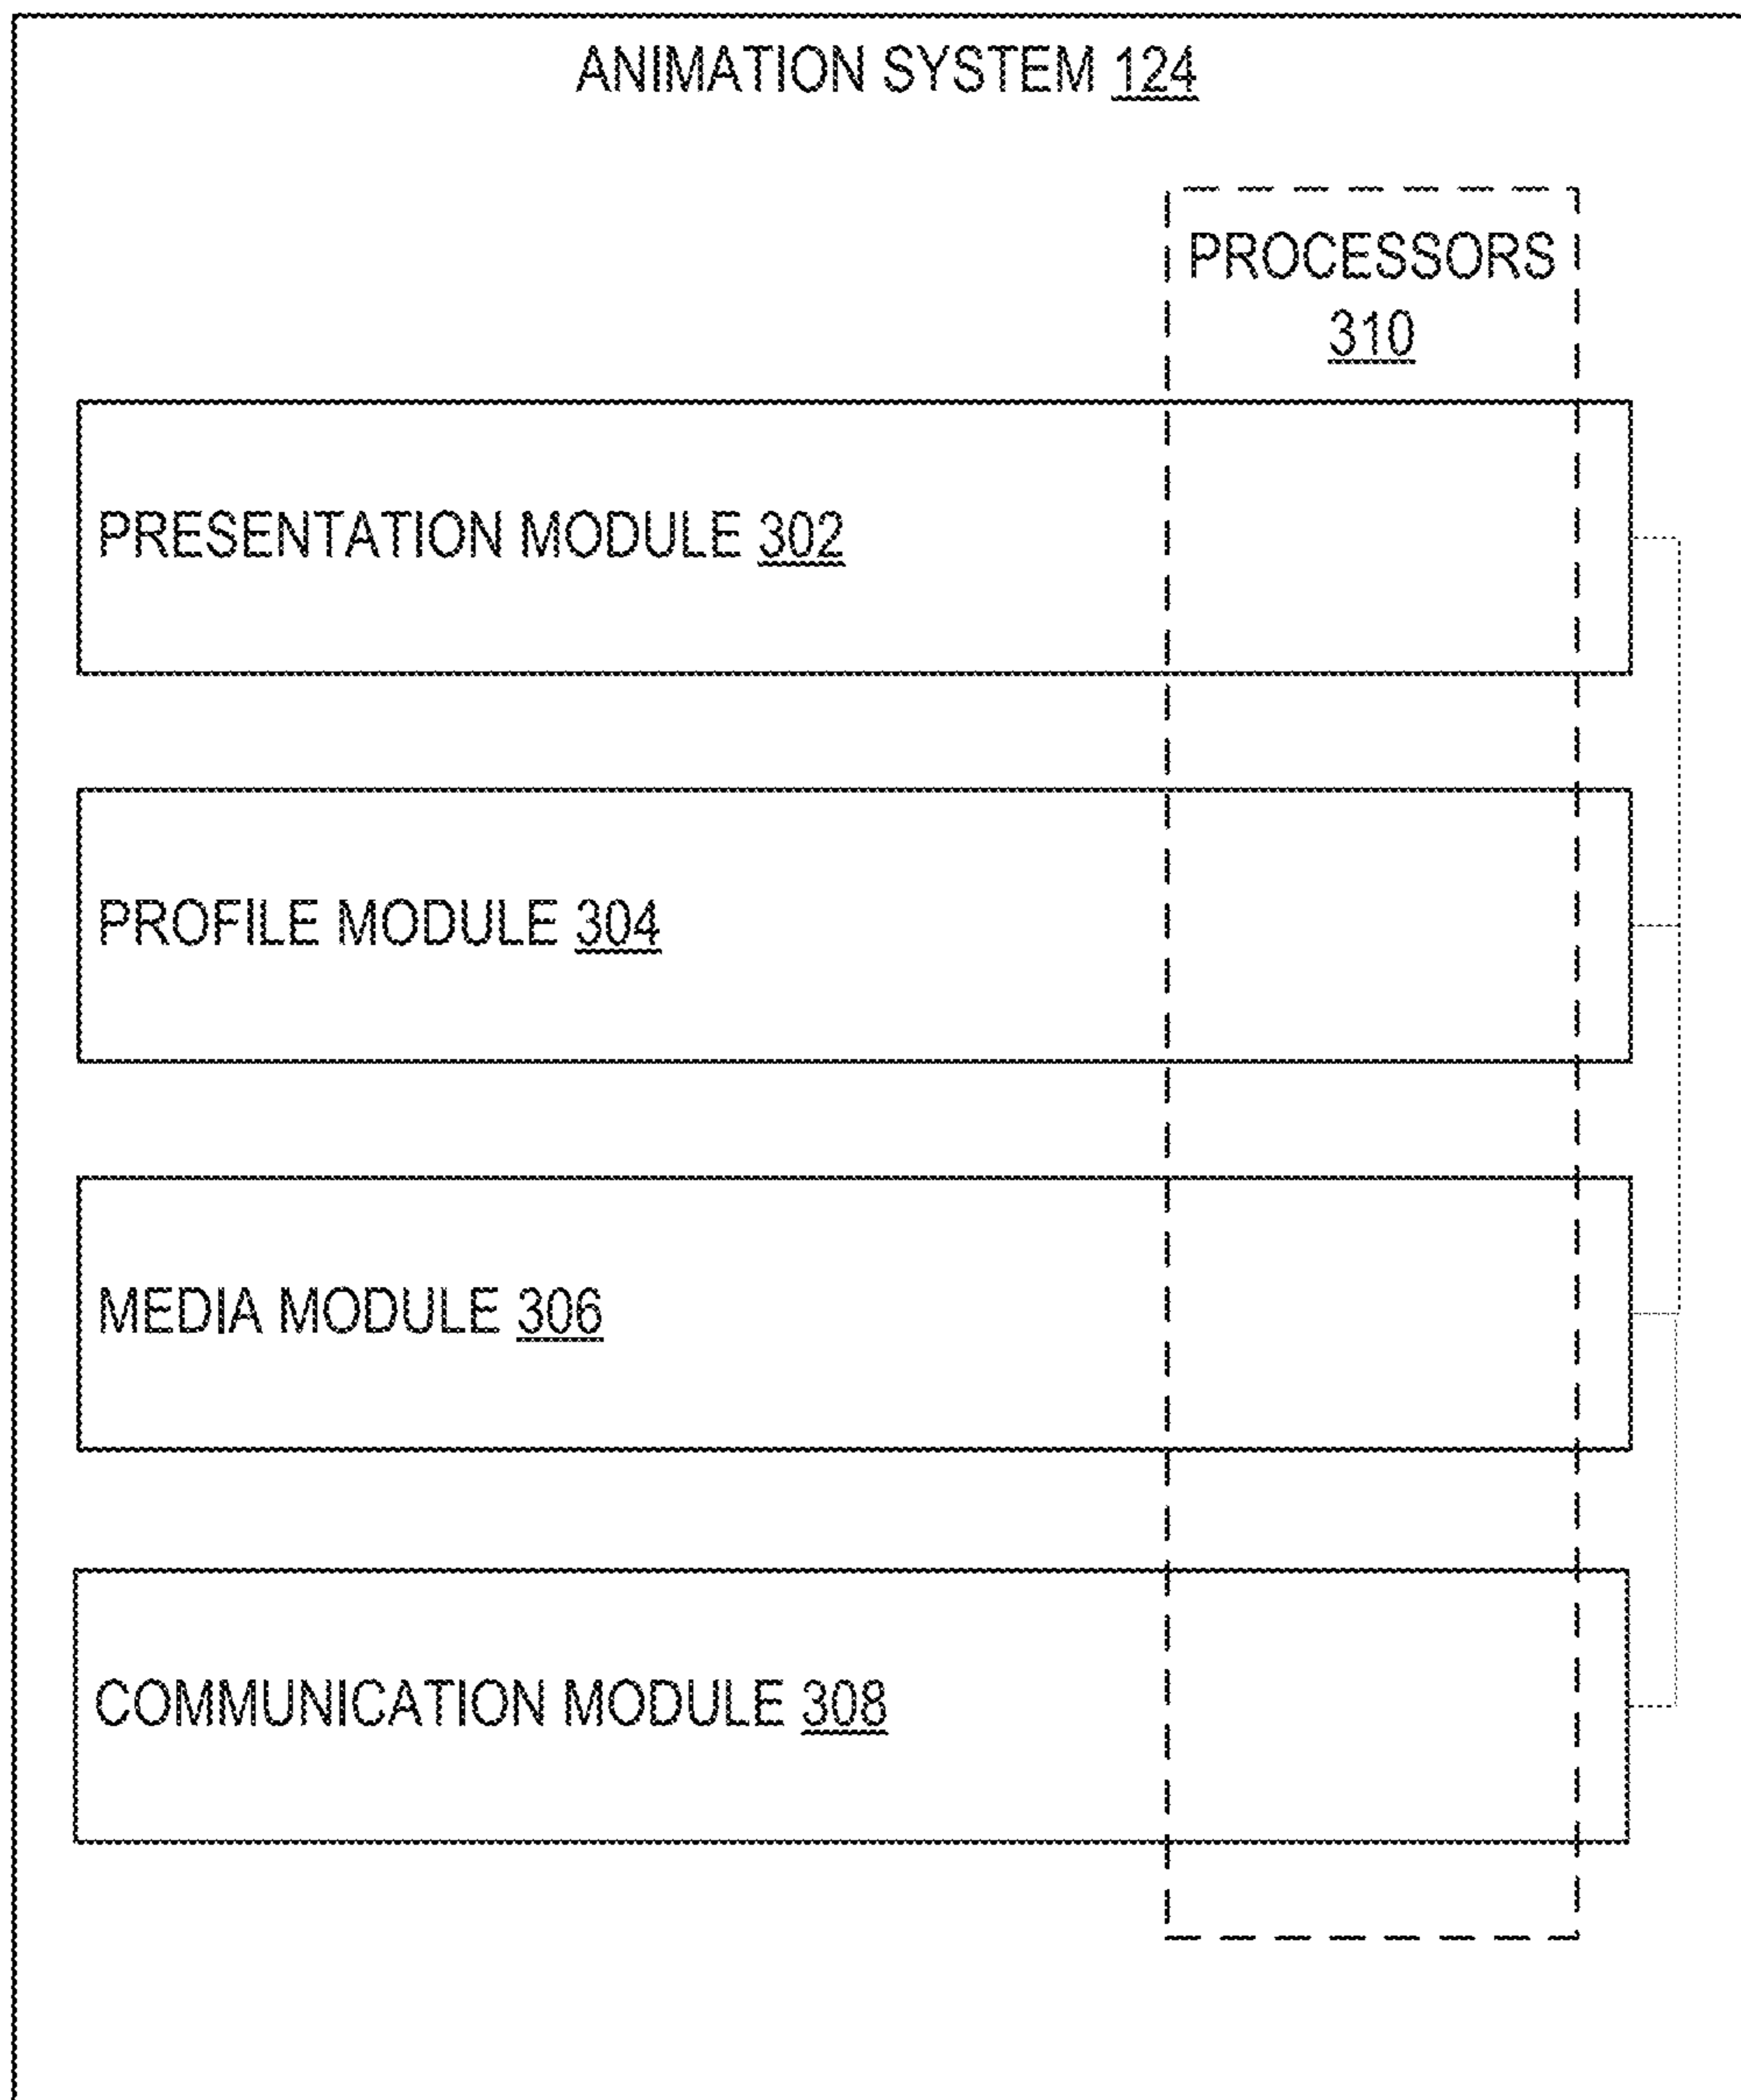 ANIMATION SYSTEM 124
PROCESSORS
310
PRESENTATION MODULE 302
PROFILE MODULE 304
MEDIA MODULE 306
COMMUNICATION MODULE 308